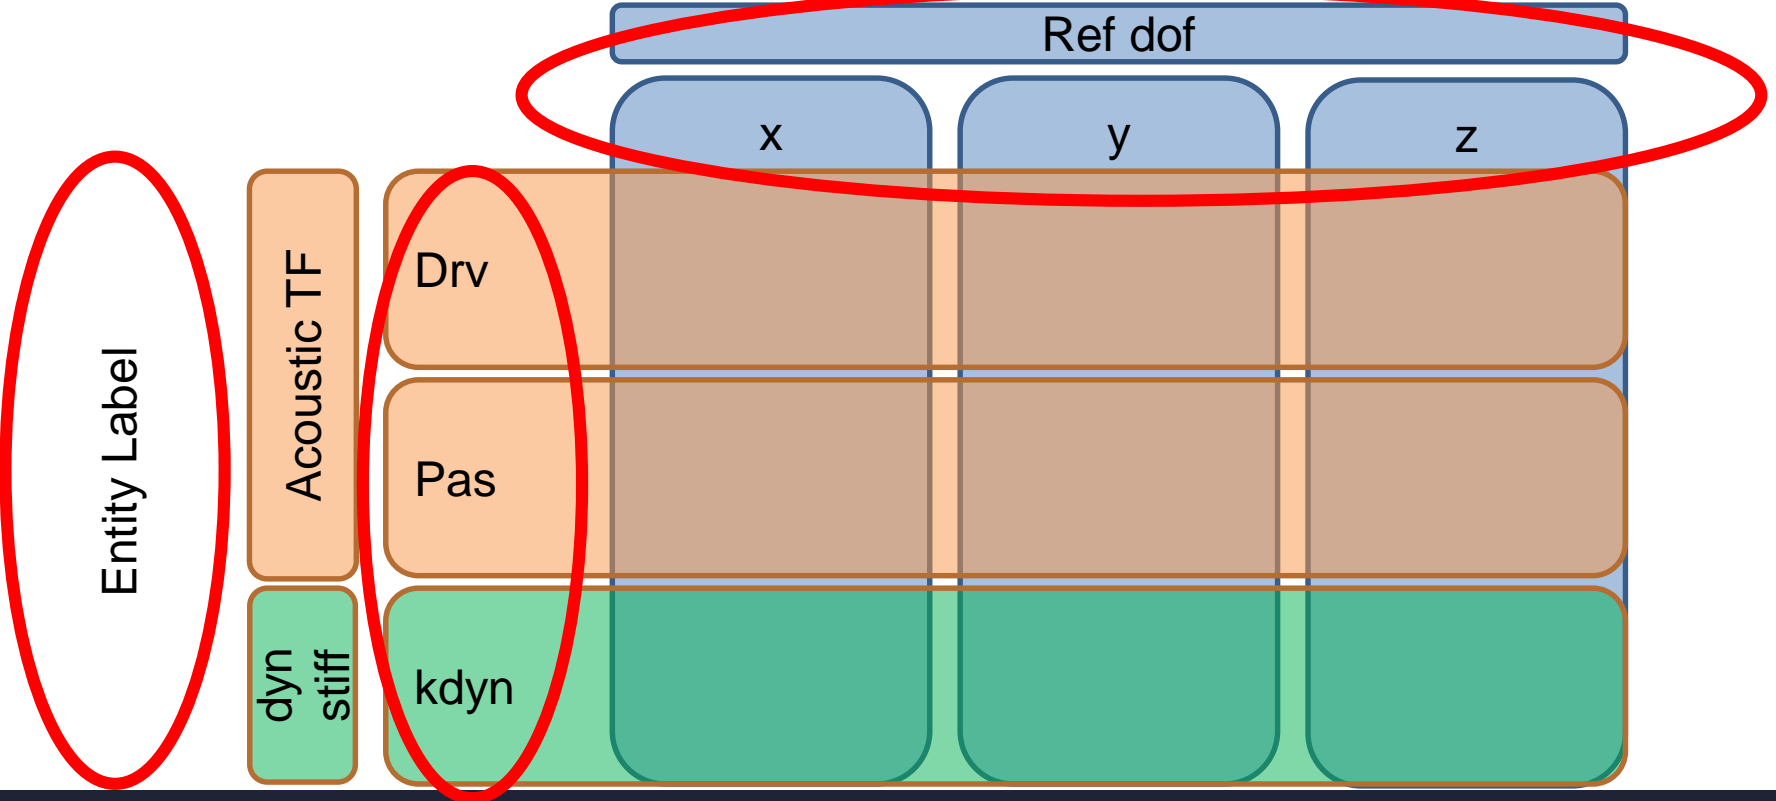 Ref dof
x
y
z
Entity Label
Acoustic TF
Drv
Pas
dyn
stiff
kdyn